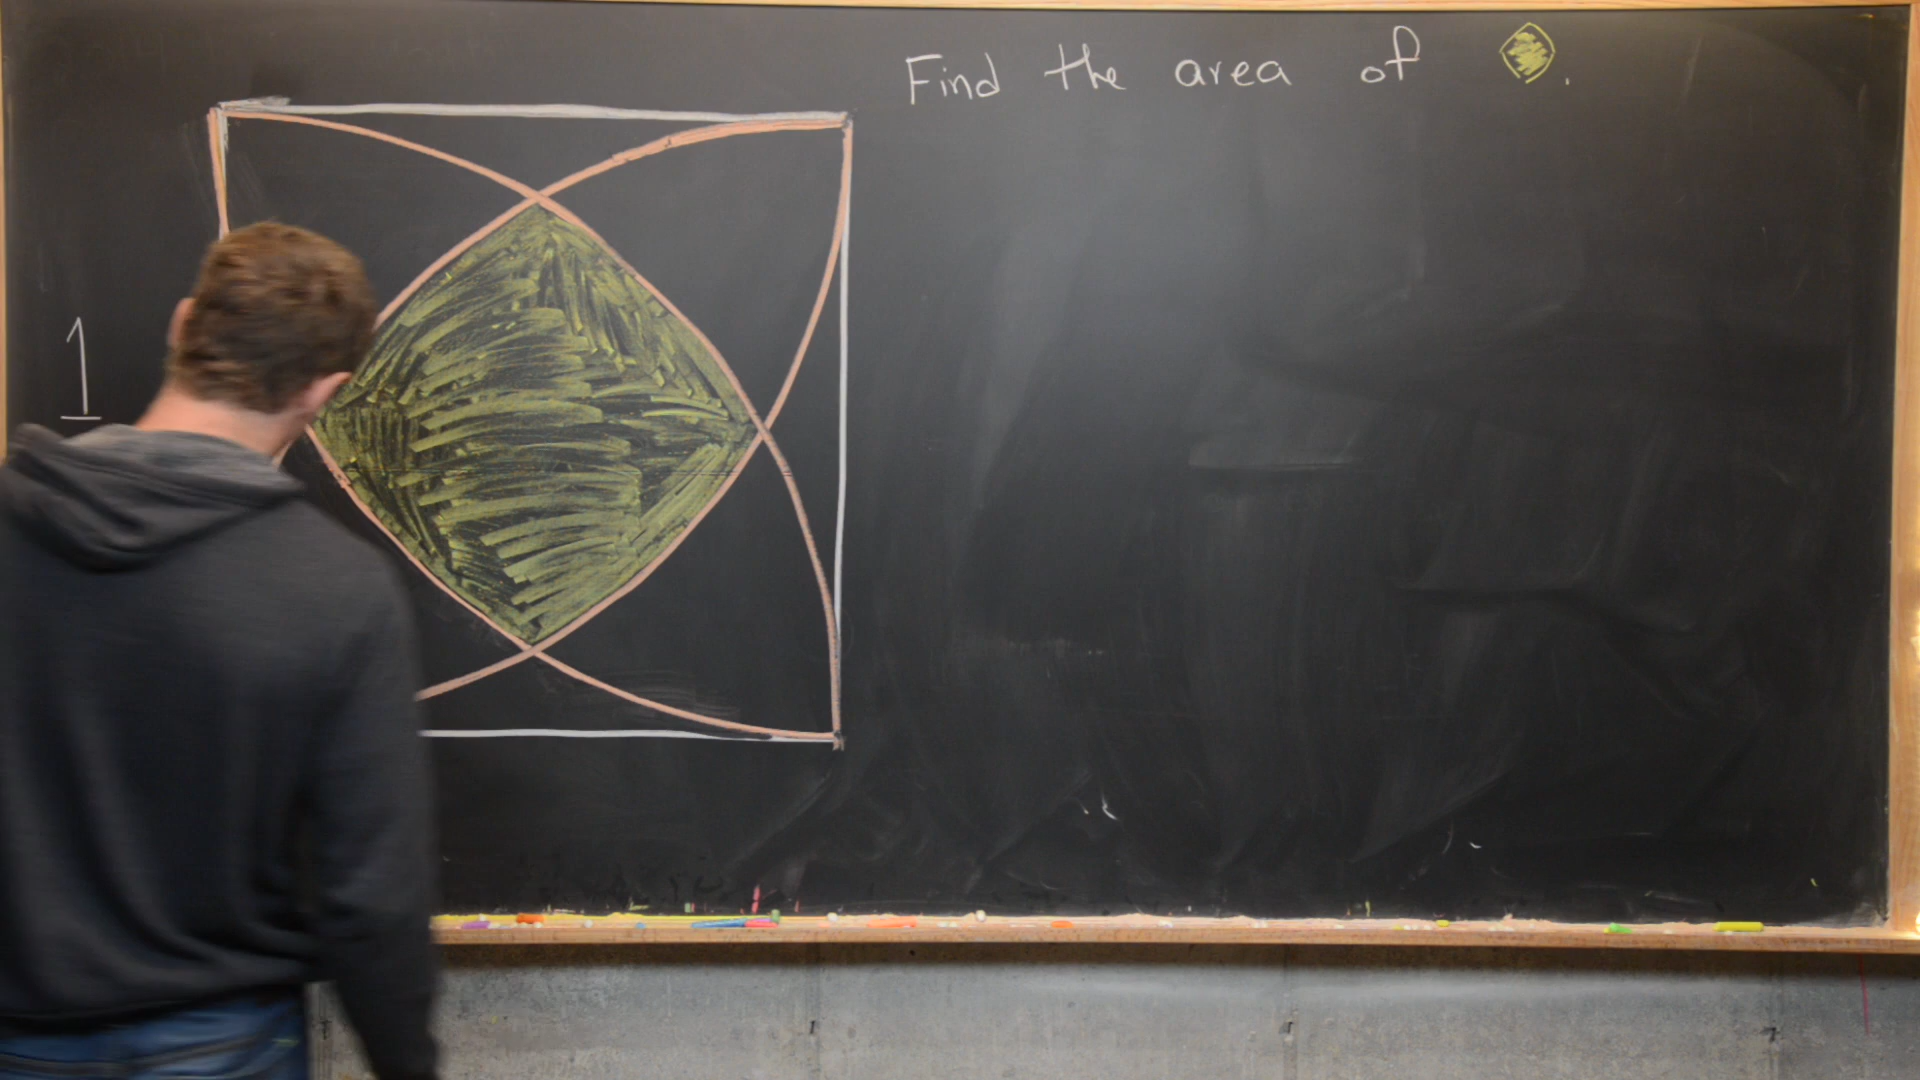 Find the area of .
1